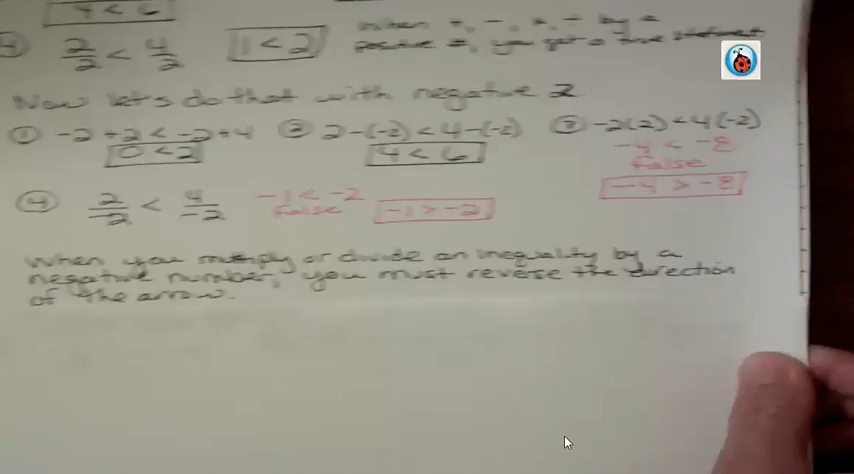 4 < 6
When +, -, ×, ÷ by a
④ 2/2 < 4/2 1 < 2 positive #, you get a true statement
Now let's do that with negative 2
① -2 + 2 < -2 + 4 ② 2 - (-2) < 4 - (-2) ③ -2(2) < 4(-2)
0 < 2 4 < 6 -4 < -8
false
-4 > -8
④ 2/-2 < 4/-2 -1 < -2
false -1 > -2
When you multiply or divide an inequality by a
negative number, you must reverse the direction
of the arrow.